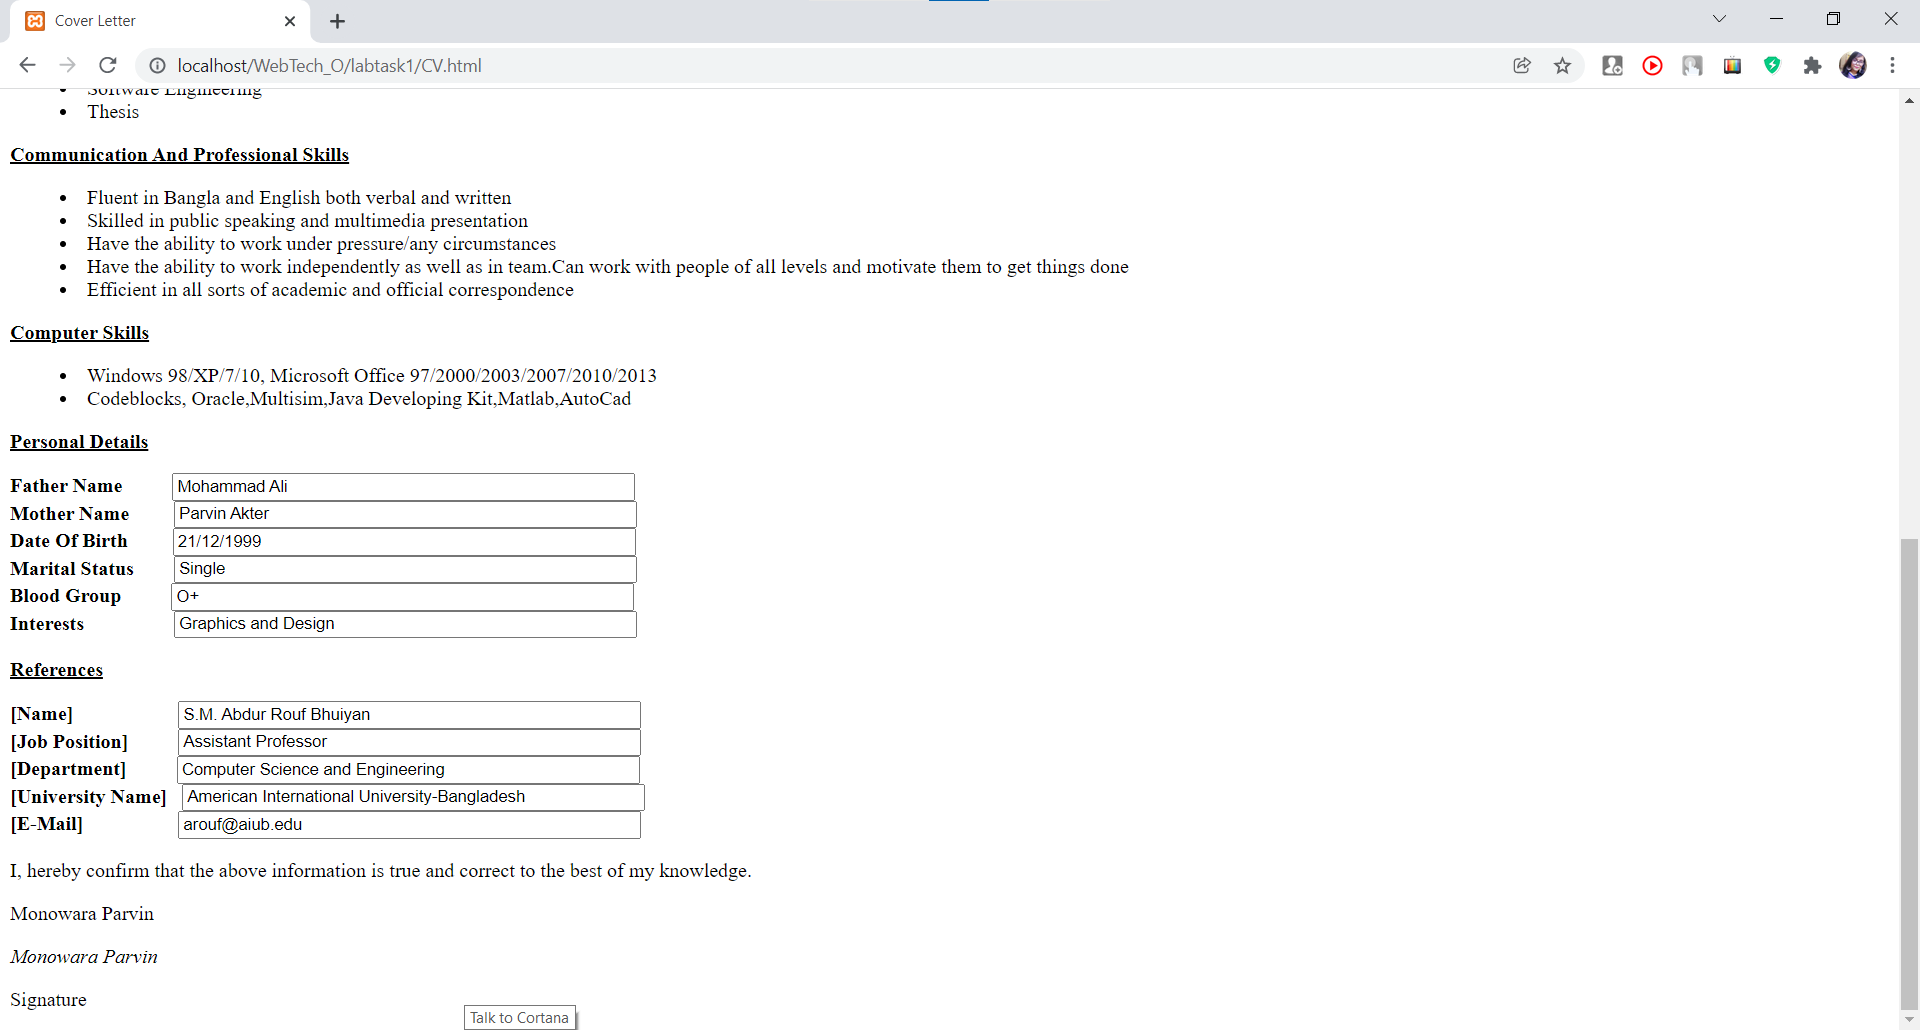 Cover Letter
localhost/WebTech_O/labtask1/CV.html
Software Engineering
Thesis
Communication And Professional Skills
Fluent in Bangla and English both verbal and written
Skilled in public speaking and multimedia presentation
Have the ability to work under pressure/any circumstances
Have the ability to work independently as well as in team.Can work with people of all levels and motivate them to get things done
Efficient in all sorts of academic and official correspondence
Computer Skills
Windows 98/XP/7/10, Microsoft Office 97/2000/2003/2007/2010/2013
Codeblocks, Oracle,Multisim,Java Developing Kit,Matlab,AutoCad
Personal Details
Father Name Mohammad Ali
Mother Name Parvin Akter
Date Of Birth 21/12/1999
Marital Status Single
Blood Group O+
Interests Graphics and Design
References
[Name] S.M. Abdur Rouf Bhuiyan
[Job Position] Assistant Professor
[Department] Computer Science and Engineering
[University Name] American International University-Bangladesh
[E-Mail] arouf@aiub.edu
I, hereby confirm that the above information is true and correct to the best of my knowledge.
Monowara Parvin
Monowara Parvin
Signature
Talk to Cortana